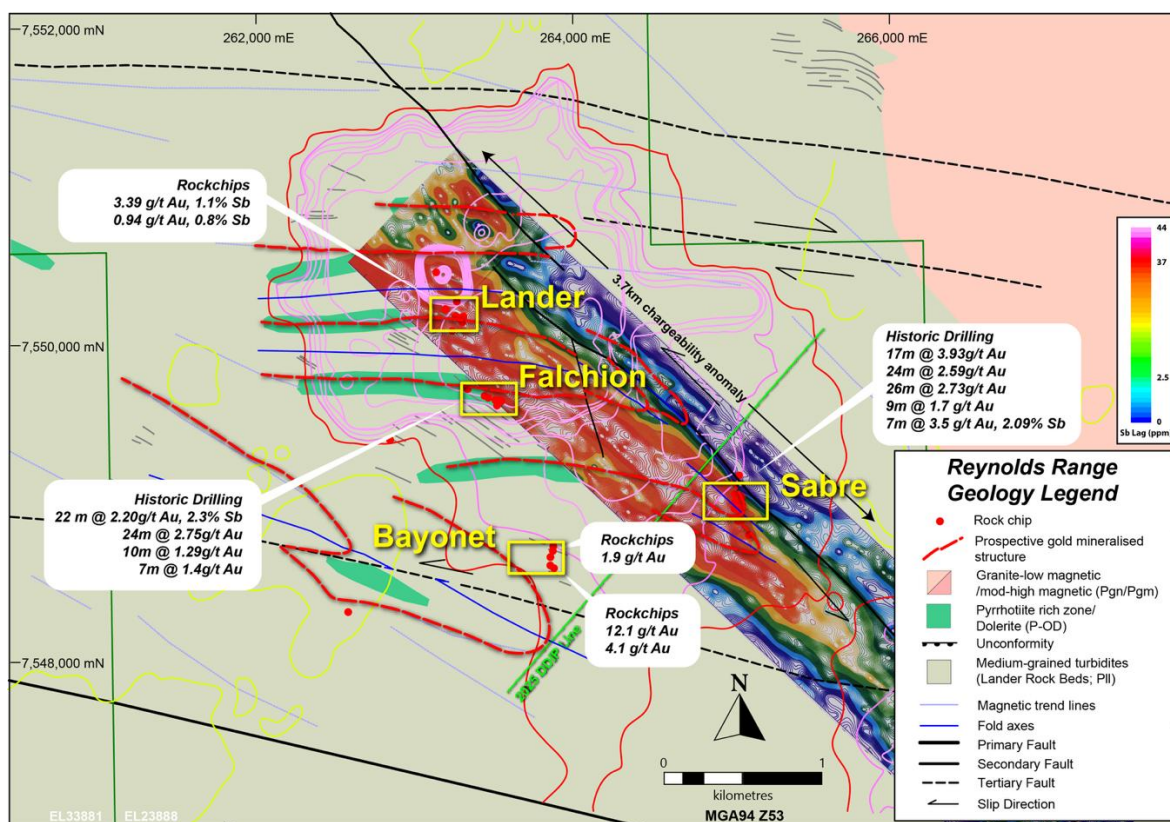 7,552,000 mN
262,000 mE
264,000 mE
266,000 mE
Rockchips
3.39 g/t Au, 1.1% Sb
0.94 g/t Au, 0.8% Sb
44
37
25
2.5
0
Sb Lag (ppm)
3.7km chargeability anomaly
Lander
7,550,000 mN
Historic Drilling
17m @ 3.93g/t Au
24m @ 2.59g/t Au
26m @ 2.73g/t Au
9m @ 1.7 g/t Au
7m @ 3.5 g/t Au, 2.09% Sb
Falchion
Sabre
Historic Drilling
22 m @ 2.20g/t Au, 2.3% Sb
24m @ 2.75g/t Au
10m @ 1.29g/t Au
7m @ 1.4g/t Au
Bayonet
Rockchips
1.9 g/t Au
Rockchips
12.1 g/t Au
4.1 g/t Au
7,548,000 mN
2025 DDIP Line
N
0
1
kilometres
MGA94 Z53
EL33881
EL23888
Reynolds Range
Geology Legend
Rock chip
Prospective gold mineralised
structure
Granite-low magnetic
/mod-high magnetic (Pgn/Pgm)
Pyrrhotiite rich zone/
Dolerite (P-OD)
Unconformity
Medium-grained turbidites
(Lander Rock Beds; Pll)
Magnetic trend lines
Fold axes
Primary Fault
Secondary Fault
Tertiary Fault
Slip Direction